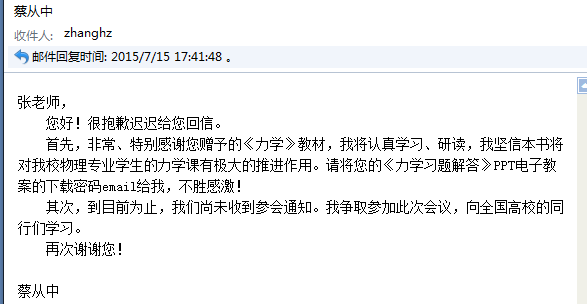 蔡从中
收件人: zhanghz
邮件回复时间: 2015/7/15 17:41:48 。
张老师，
您好！很抱歉迟迟给您回信。
首先，非常、特别感谢您赠予的《力学》教材，我将认真学习、研读，我坚信本书将
对我校物理专业学生的力学课有极大的推进作用。请将您的《力学习题解答》PPT电子教
案的下载密码email给我，不胜感激！
其次，到目前为止，我们尚未收到参会通知。我争取参加此次会议，向全国高校的同
行们学习。
再次谢谢您！
蔡从中